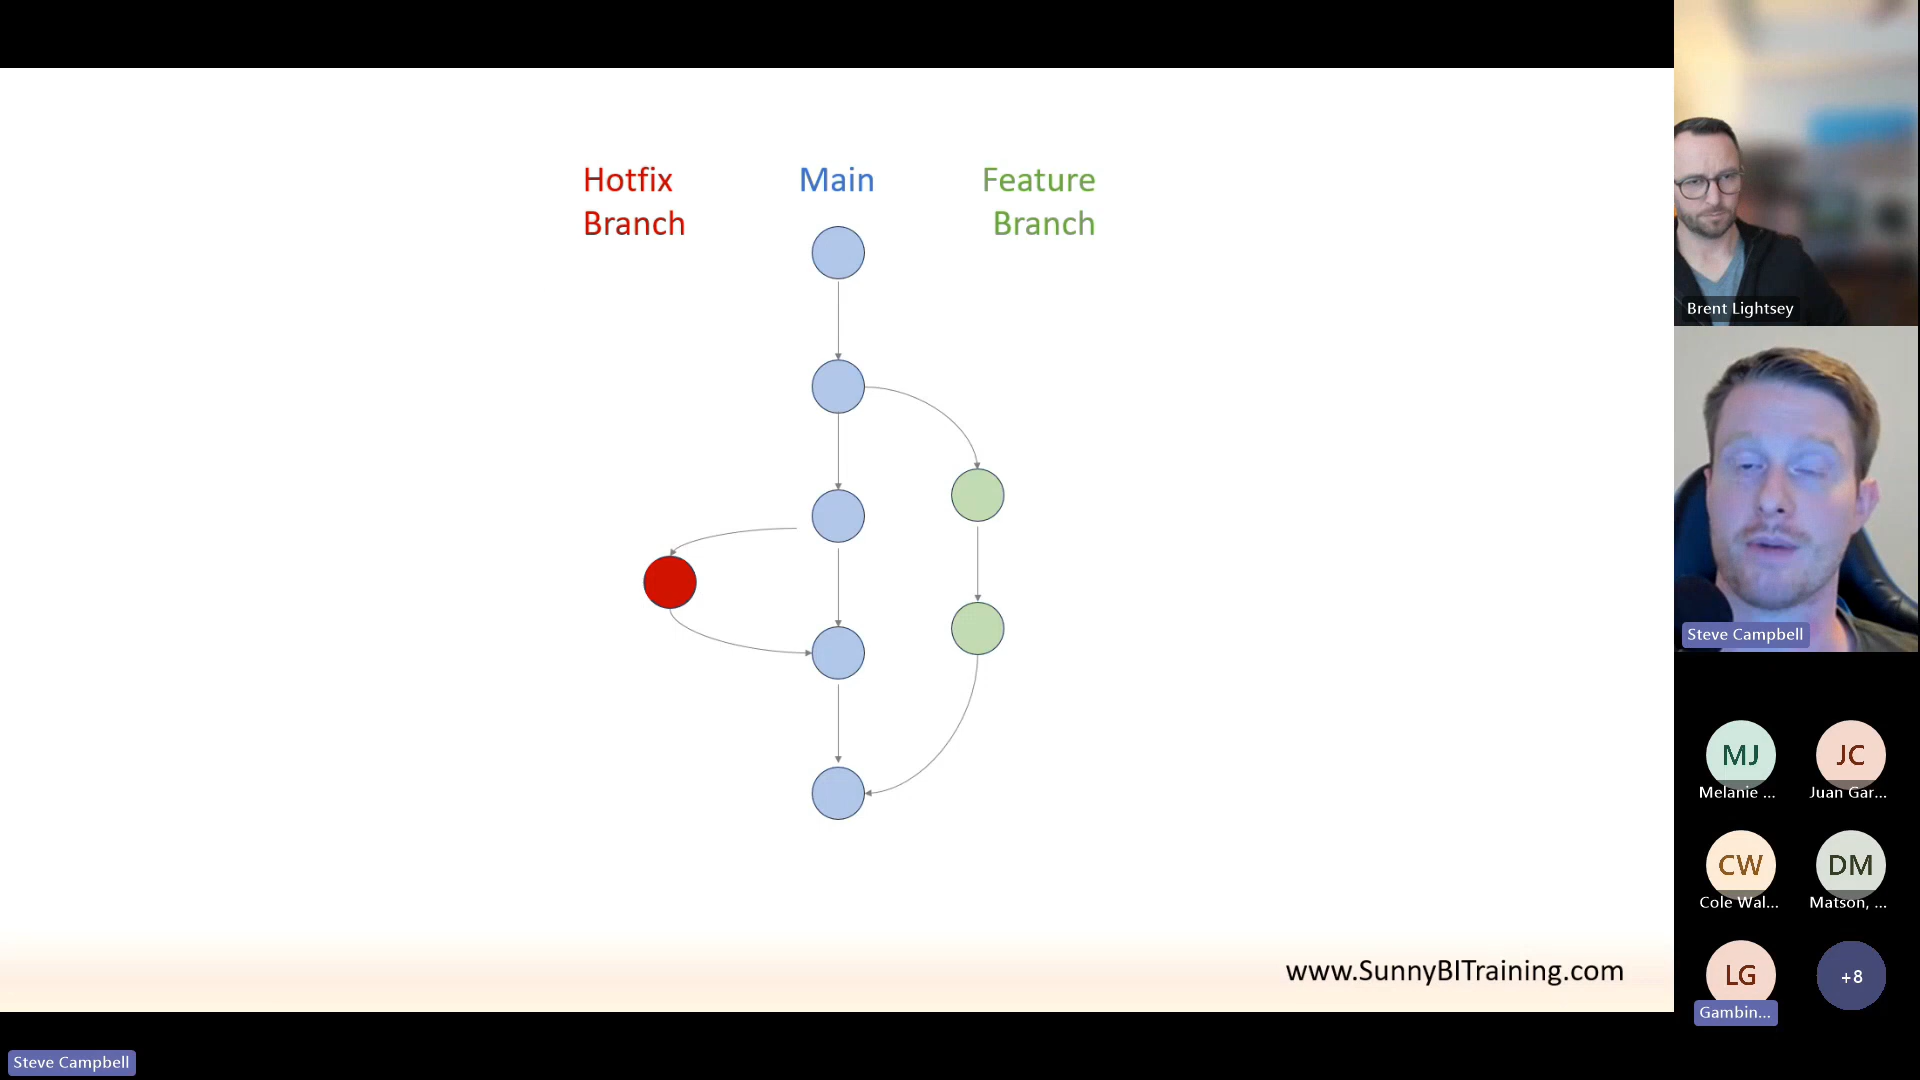 Hotfix
Branch
Main
Feature
Branch
www.SunnyBITraining.com
Steve Campbell
Brent Lightsey
Steve Campbell
MJ
Melanie ...
JC
Juan Gar...
CW
Cole Wal...
DM
Matson, ...
LG
Gambin...
+8